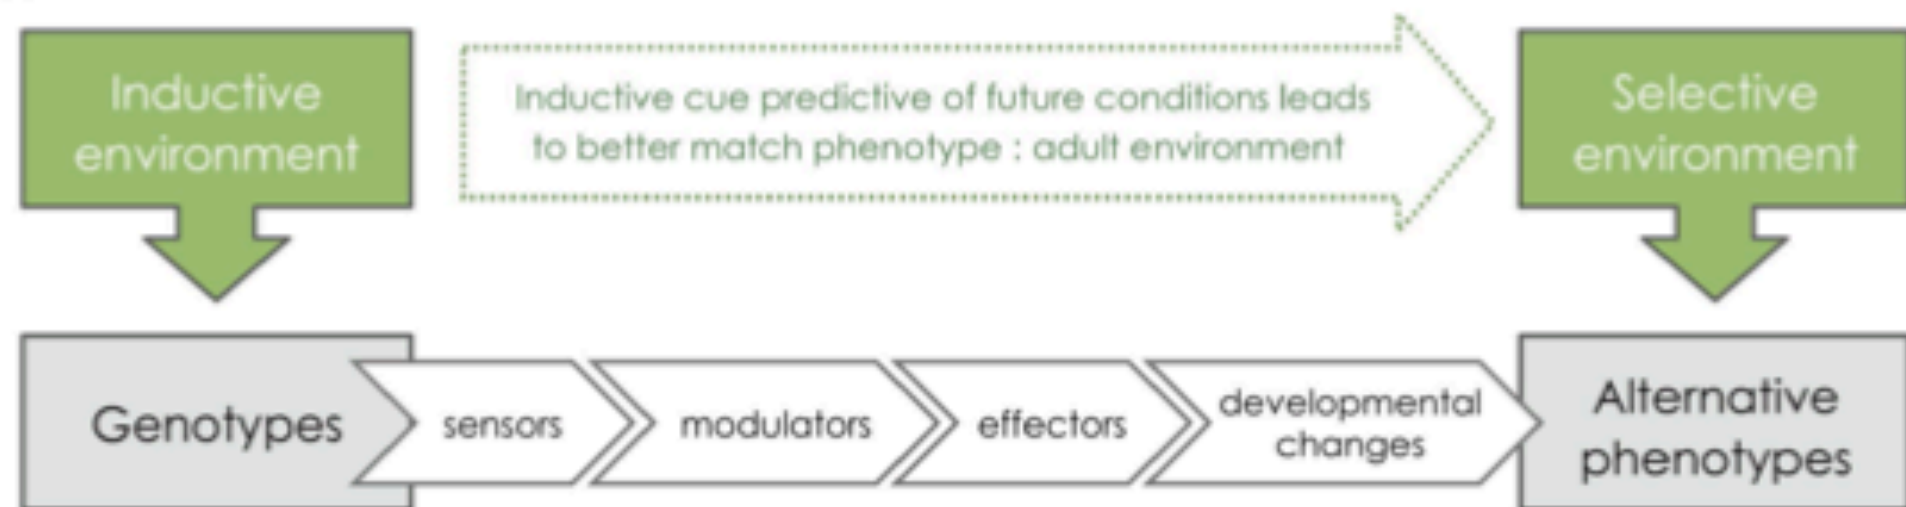 Inductive
environment
Inductive cue predictive of future conditions leads
to better match phenotype : adult environment
Selective
environment
Genotypes
sensors
modulators
effectors
developmental
changes
Alternative
phenotypes